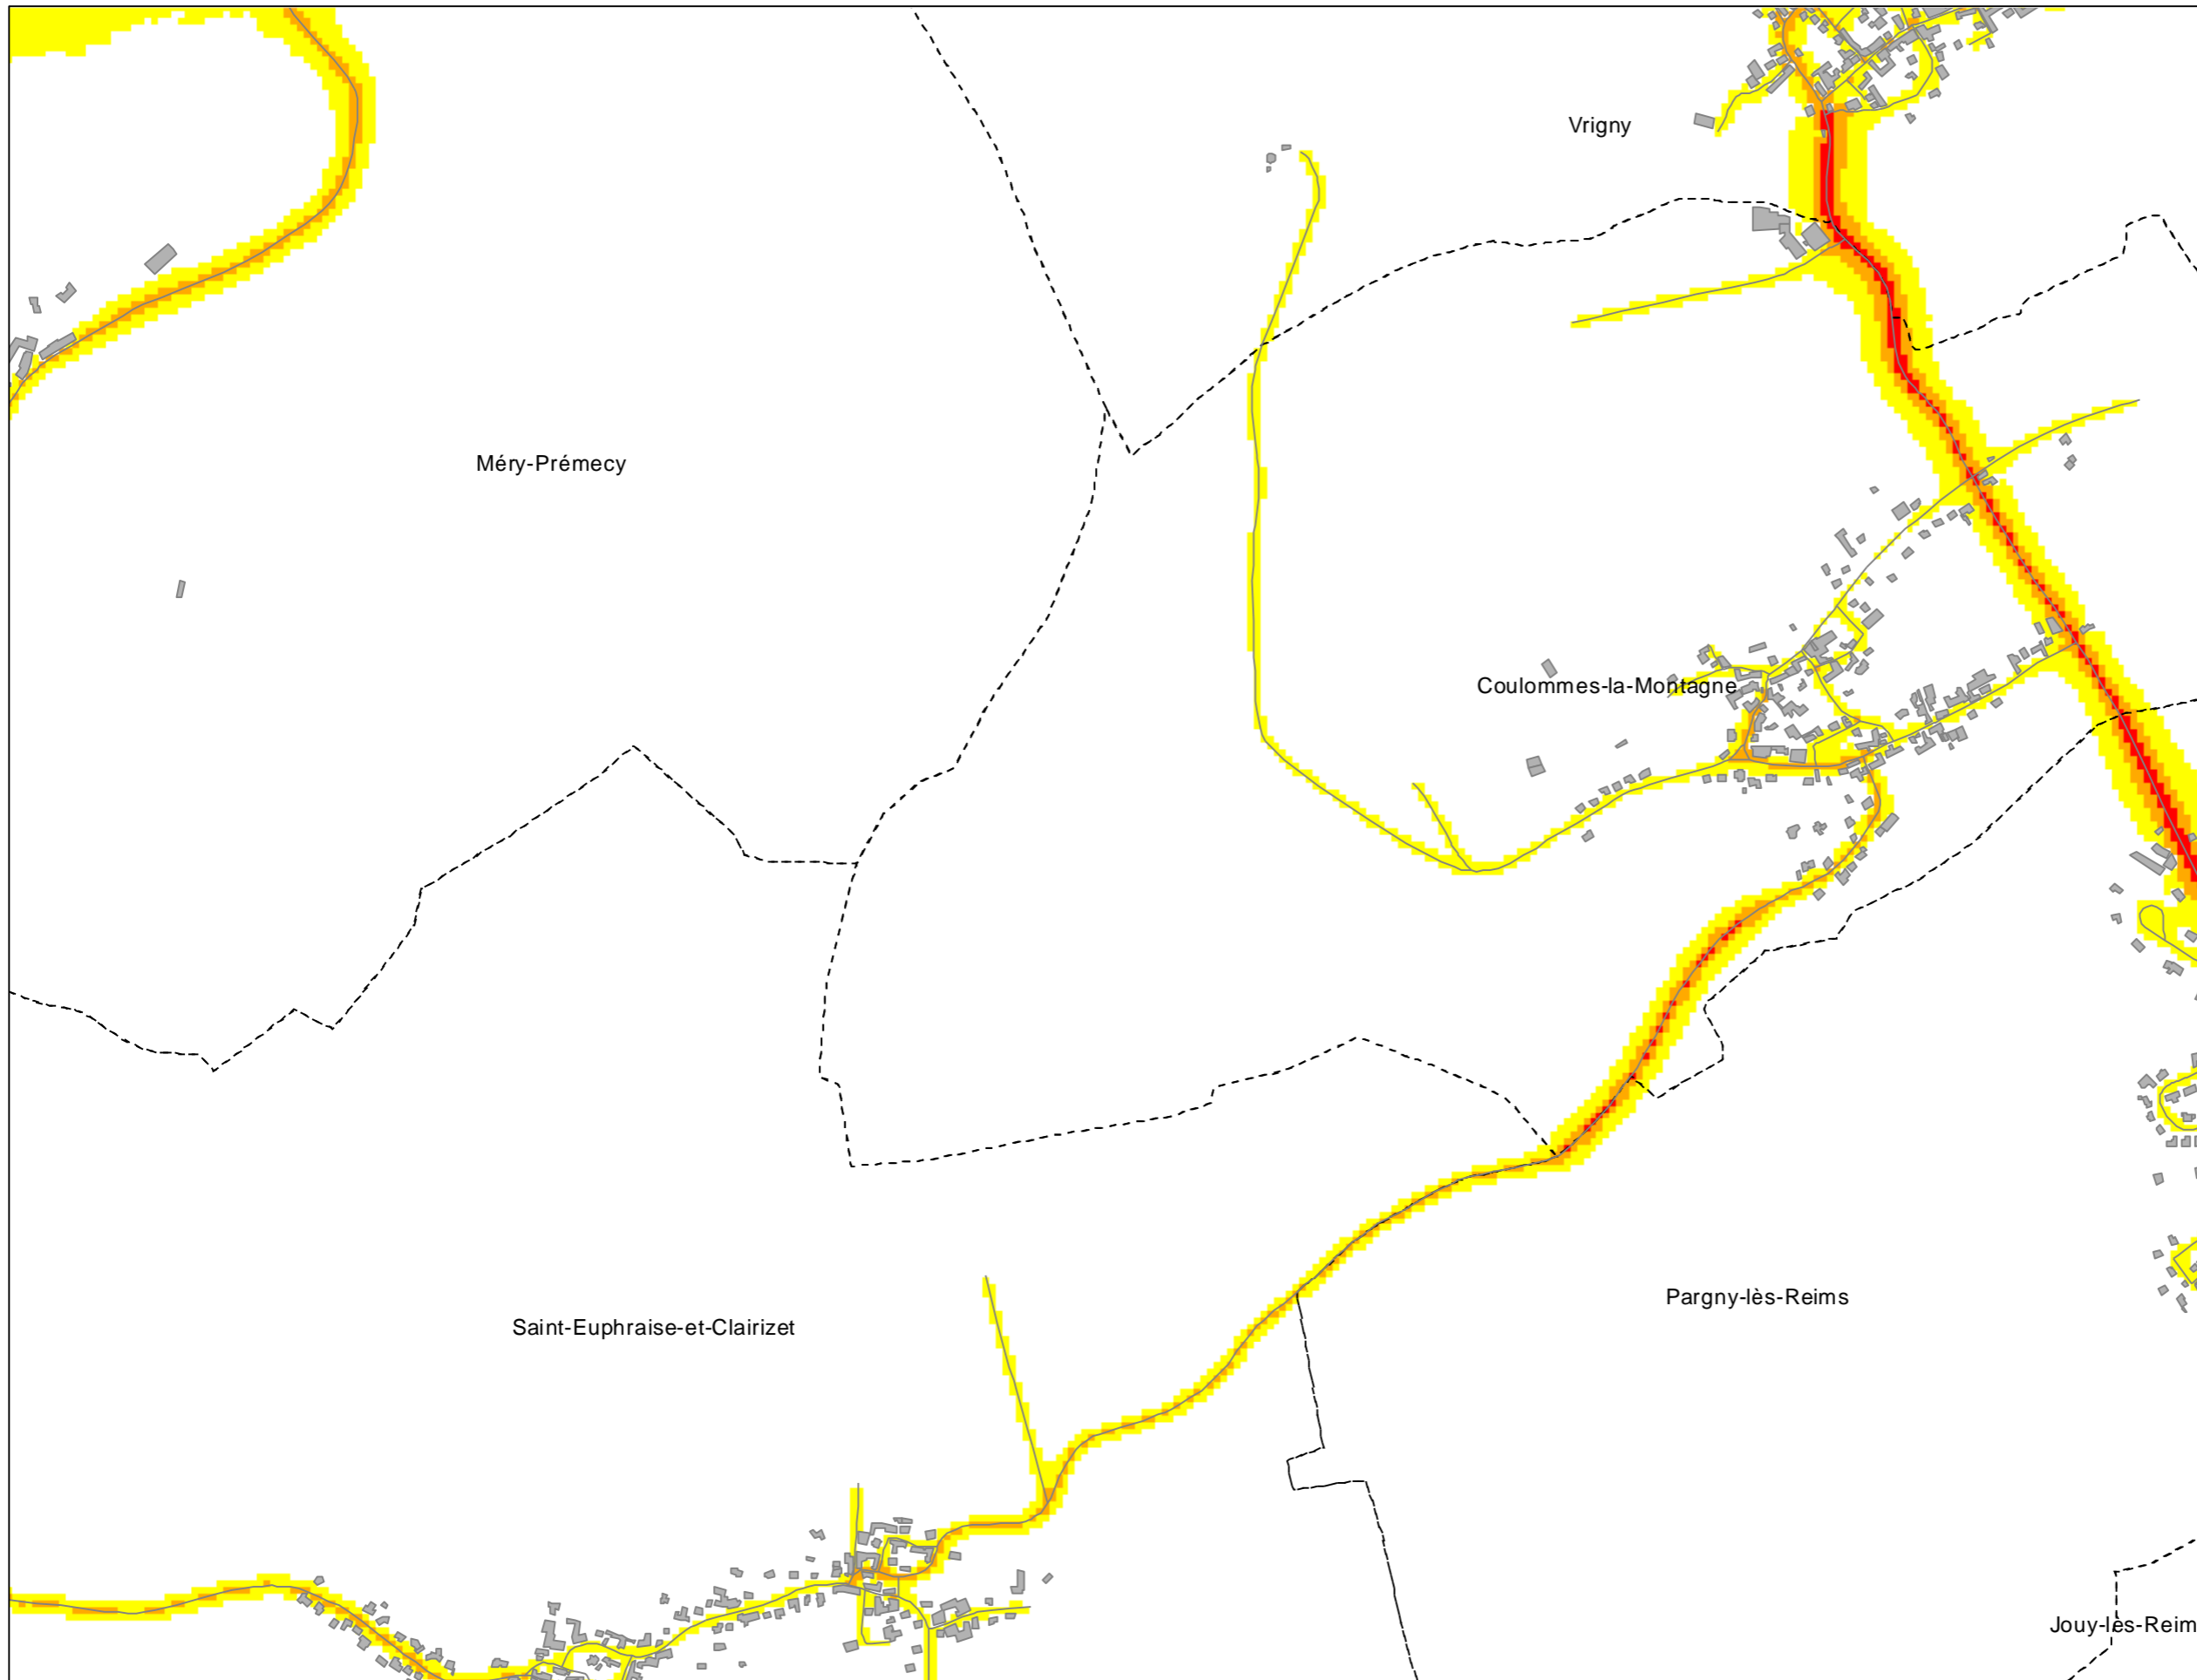 Vrigny
Méry-Prémecy
Coulommes-la-Montagne
Pargny-lès-Reims
Saint-Euphraise-et-Clairizet
Jouy-lès-Reim